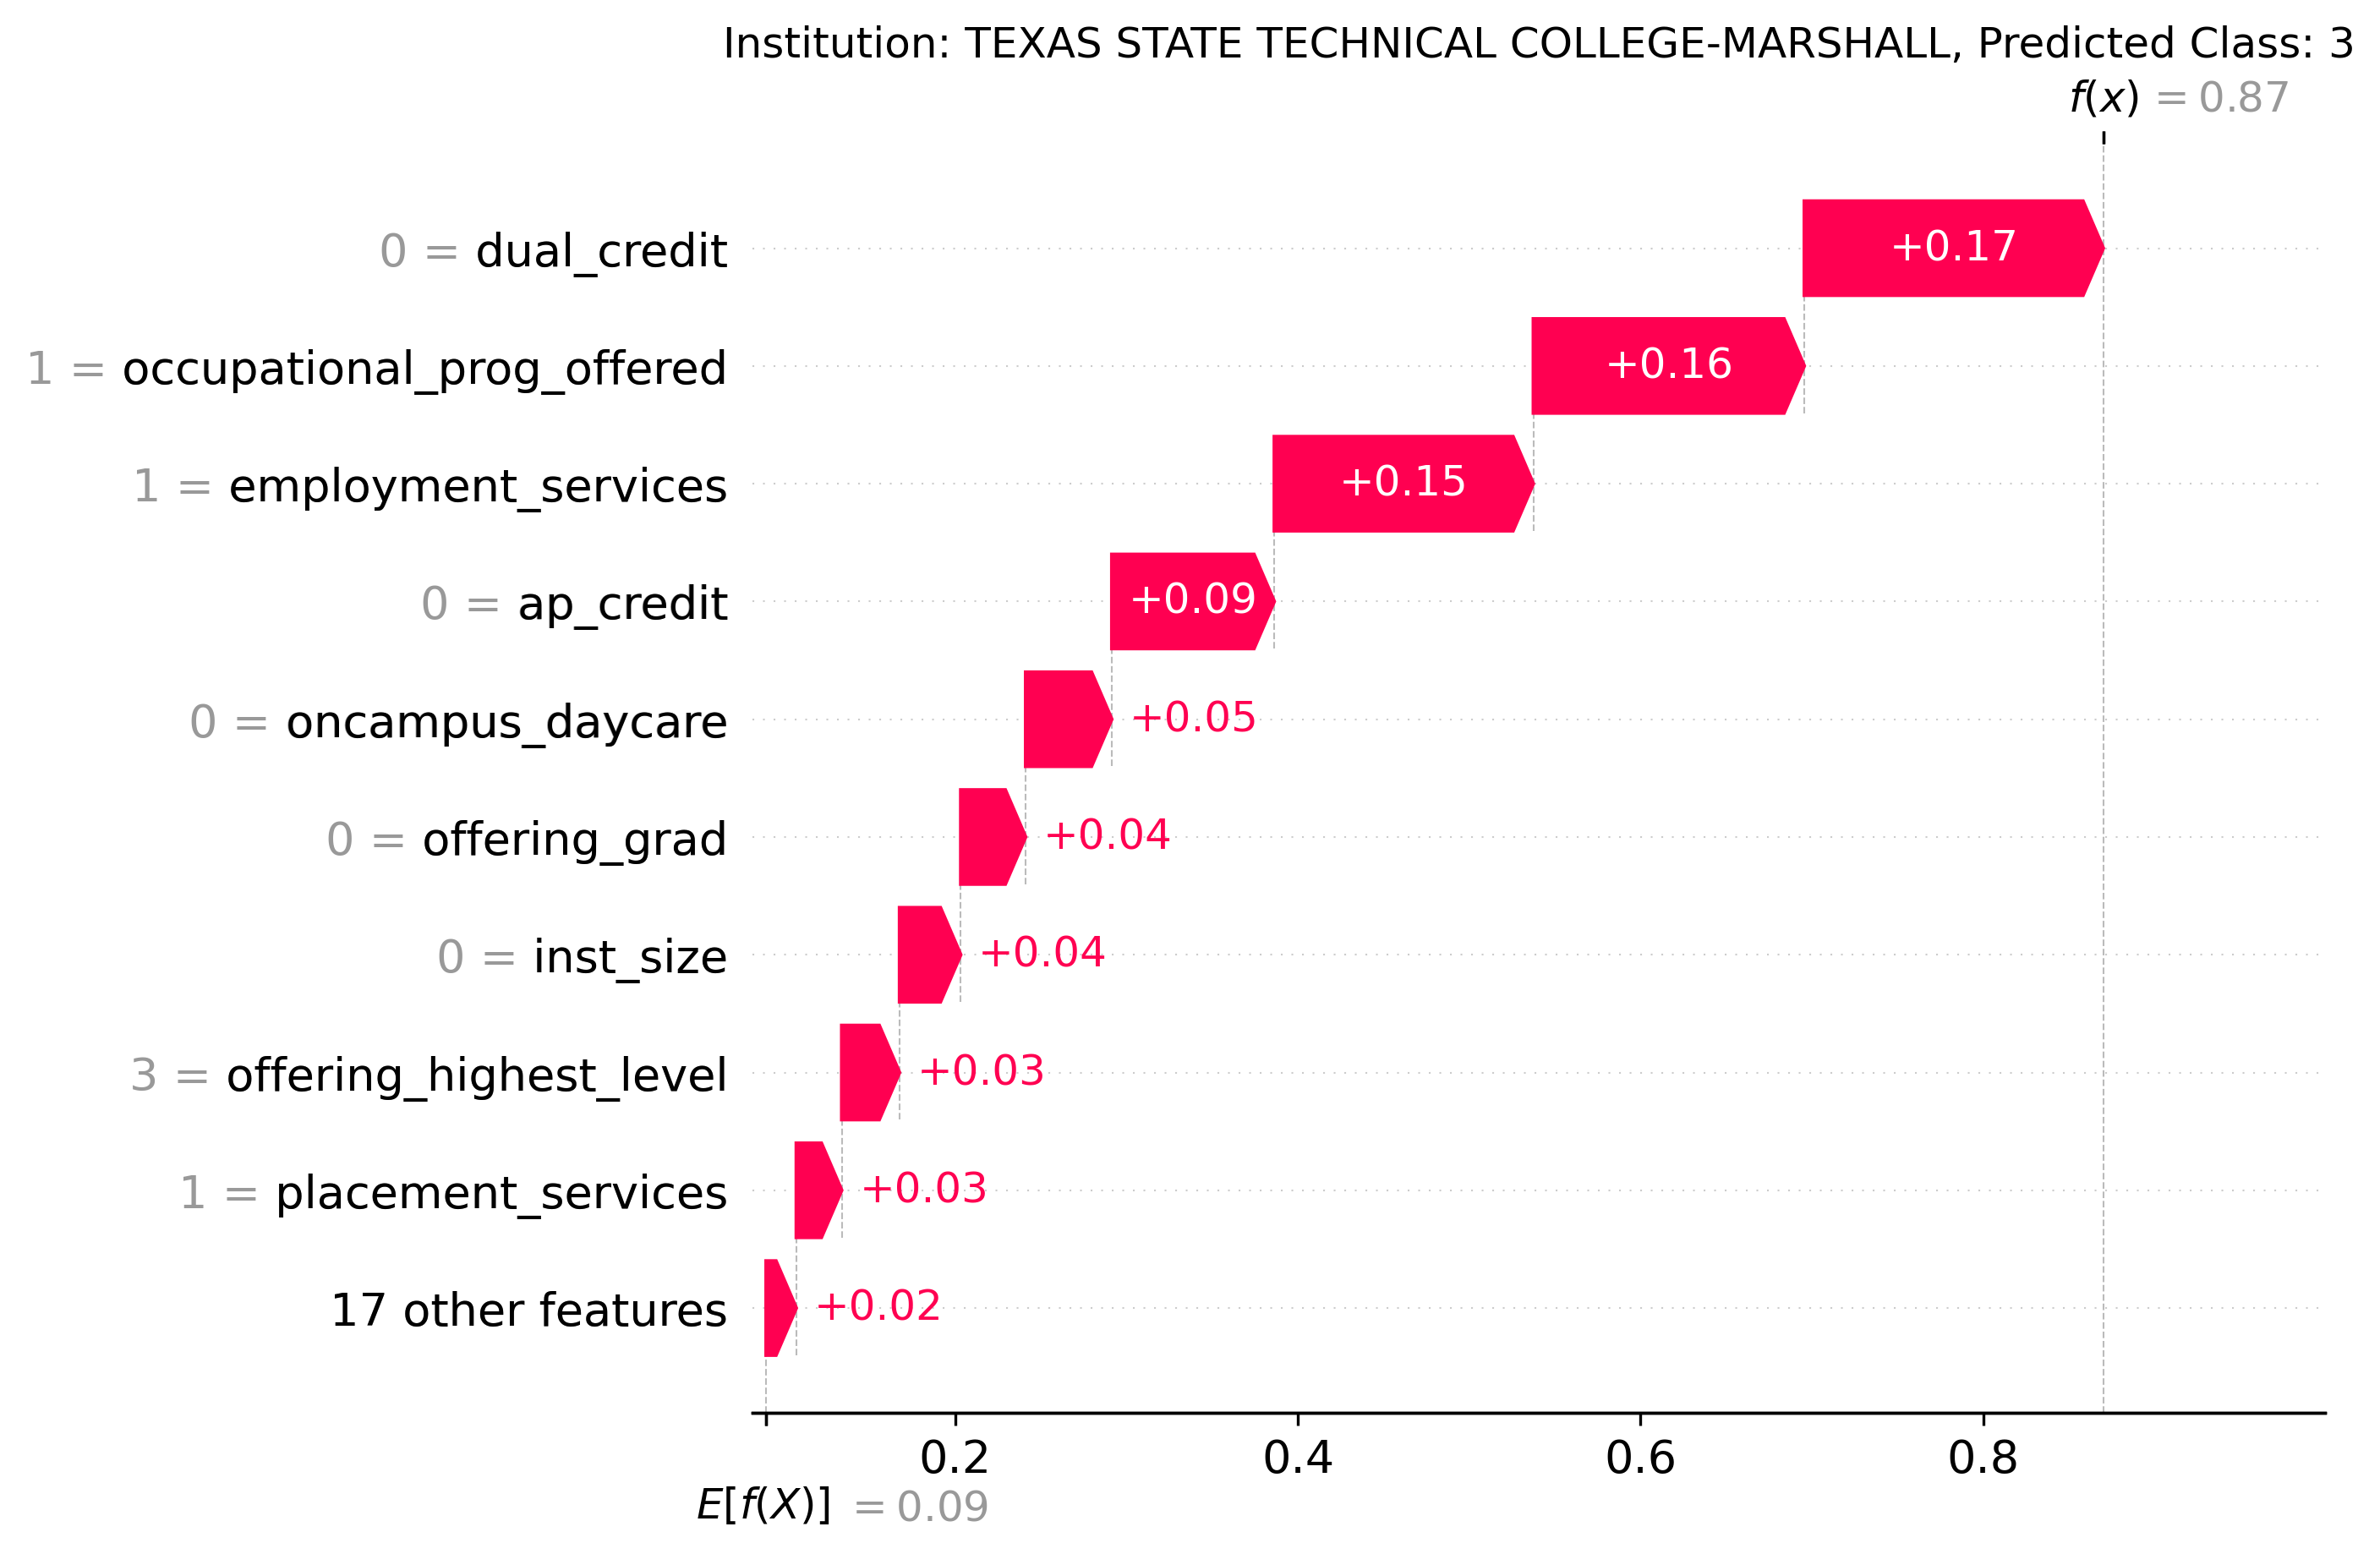 Institution: TEXAS STATE TECHNICAL COLLEGE-MARSHALL, Predicted Class: 3
f(x) = 0.87
0 = dual_credit +0.17
1 = occupational_prog_offered +0.16
1 = employment_services +0.15
0 = ap_credit +0.09
0 = oncampus_daycare +0.05
0 = offering_grad +0.04
0 = inst_size +0.04
3 = offering_highest_level +0.03
1 = placement_services +0.03
17 other features +0.02
0.2 0.4 0.6 0.8
E[f(X)] = 0.09